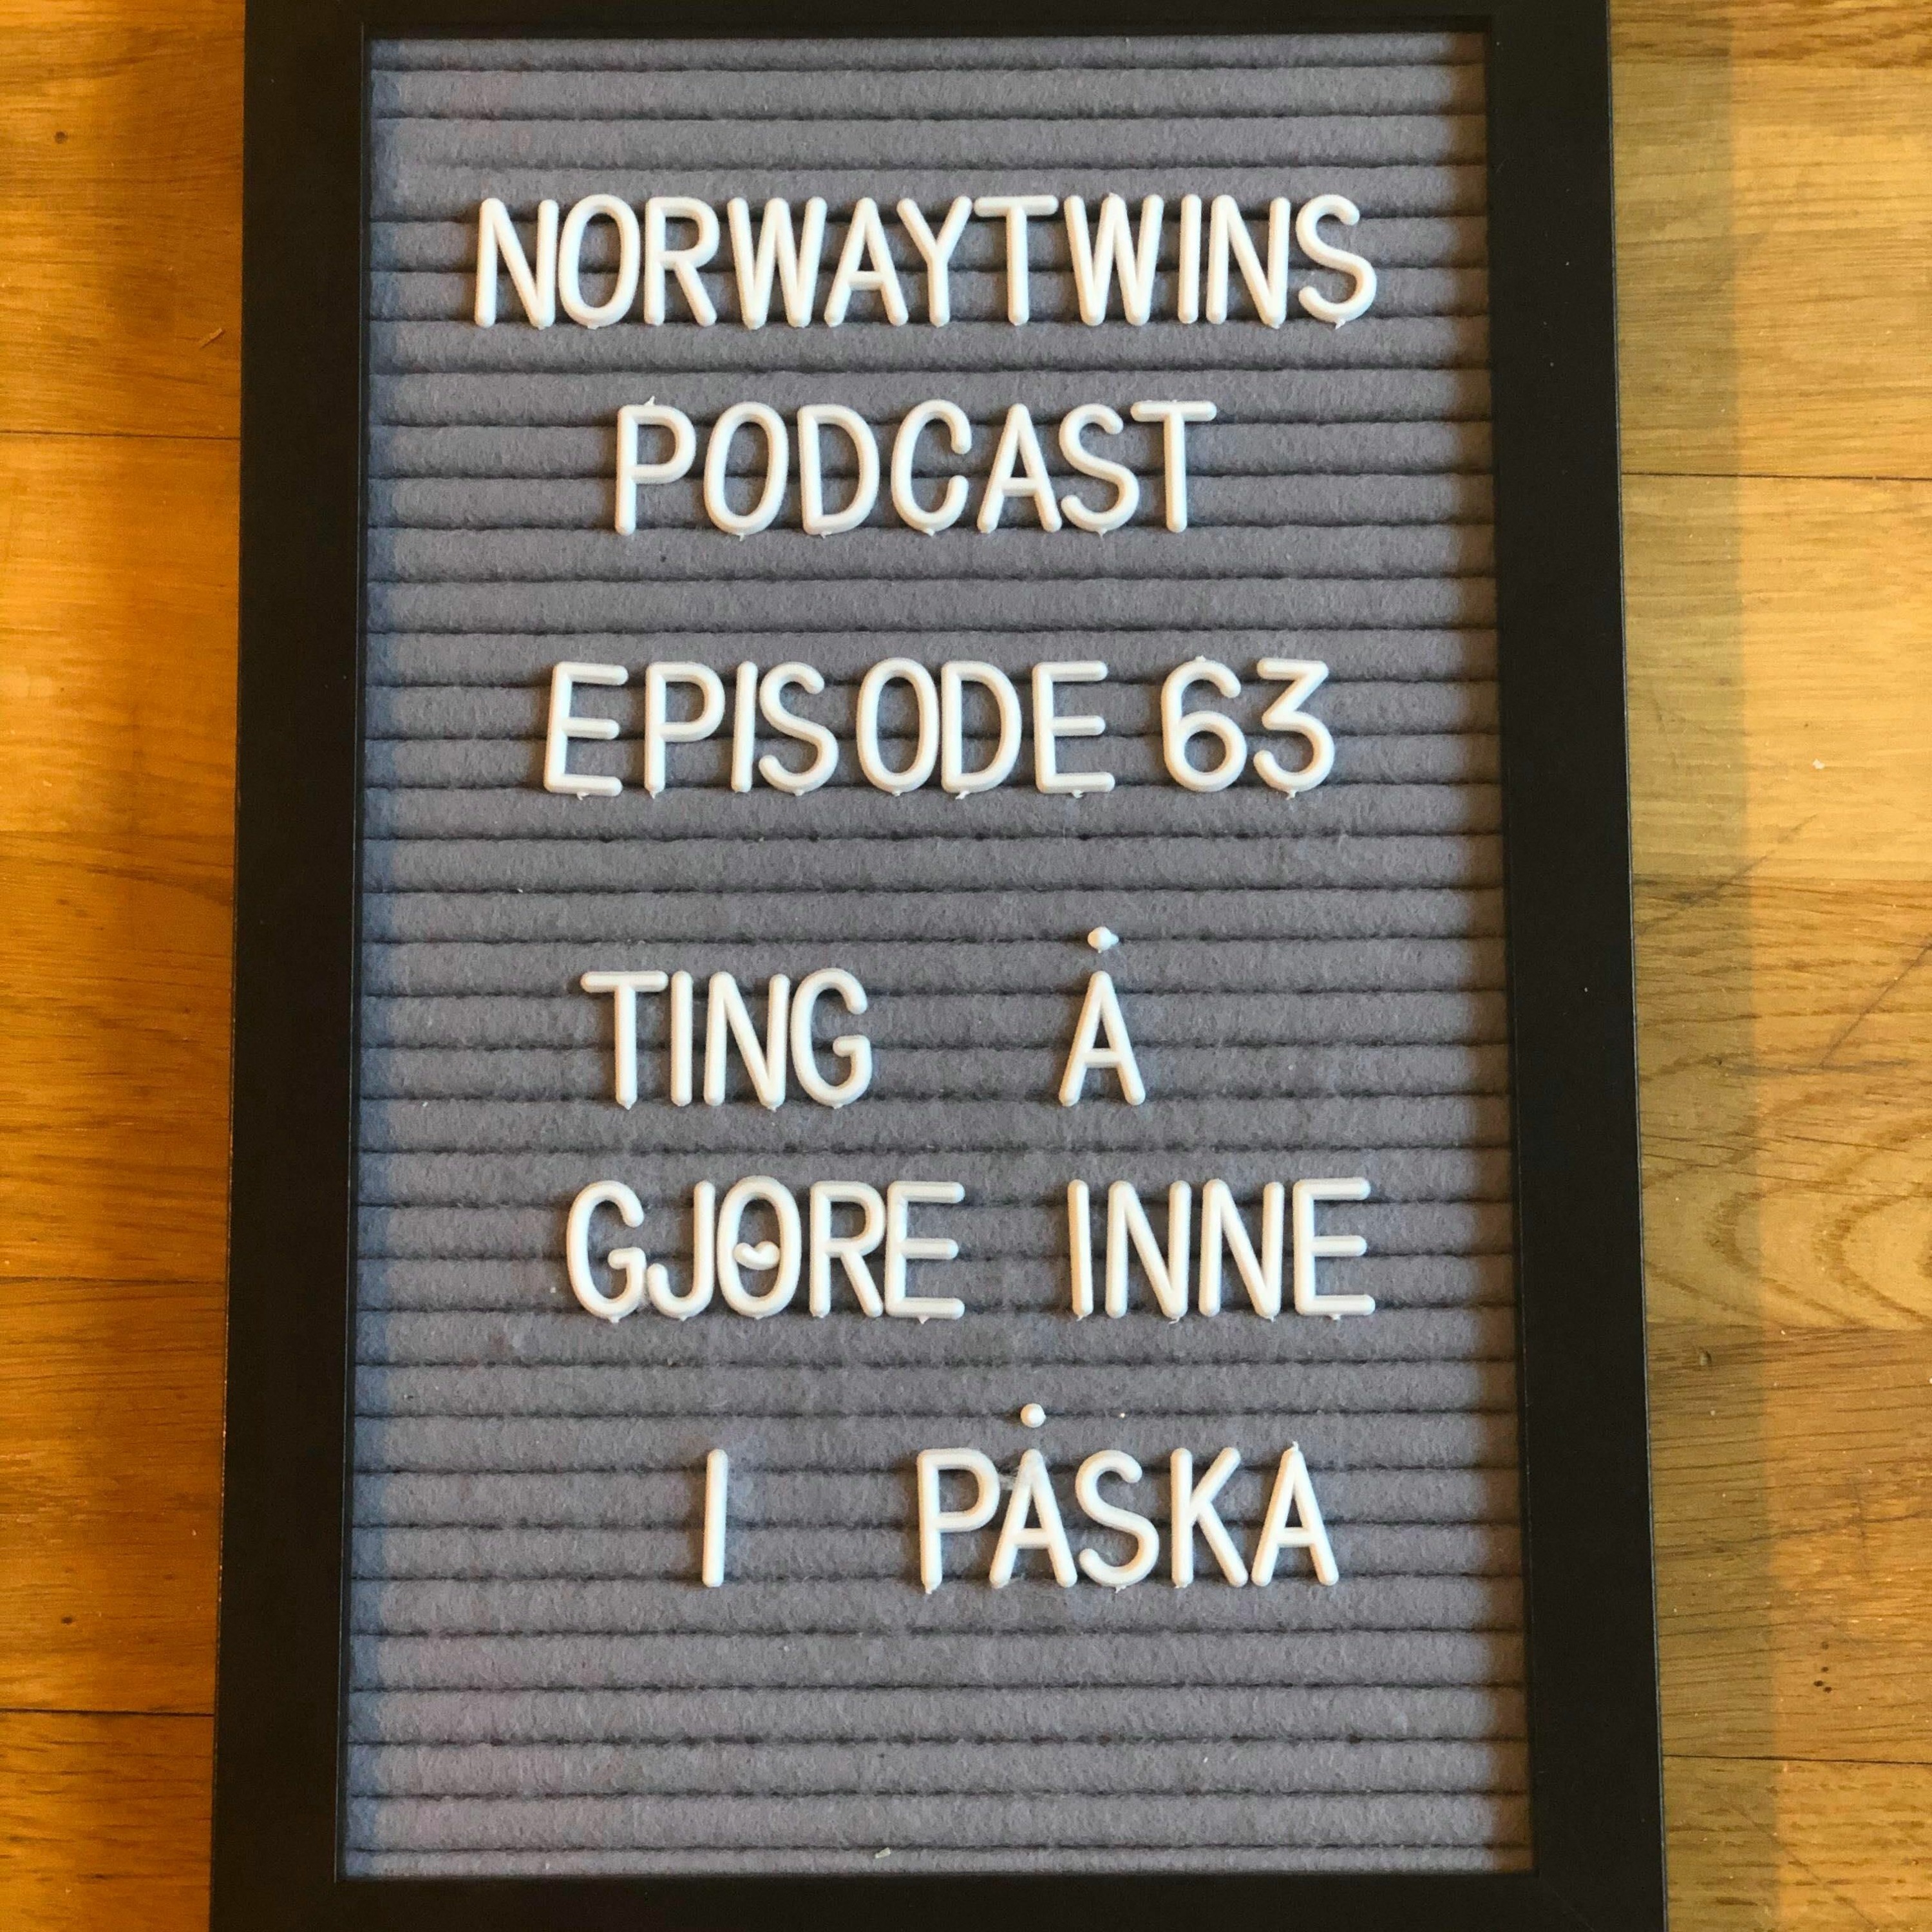 NORWAYTWINS
PODCAST
EPISODE 63
TING Å
GJØRE INNE
I PÅSKA